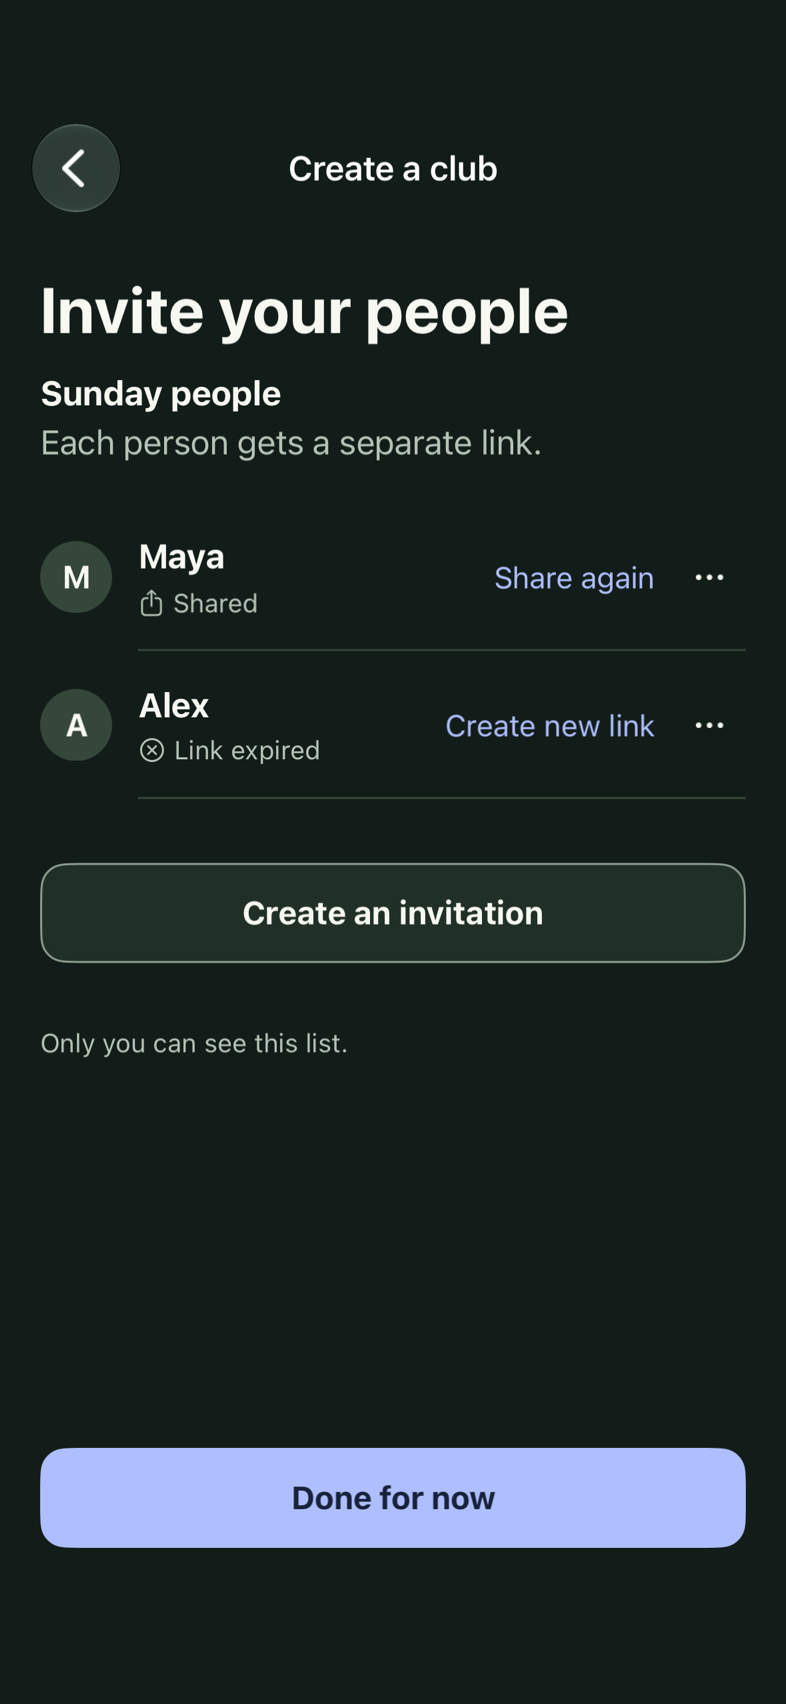 Create a club
Invite your people
Sunday people
Each person gets a separate link.
M
Maya
Shared
Share again
A
Alex
Link expired
Create new link
Create an invitation
Only you can see this list.
Done for now